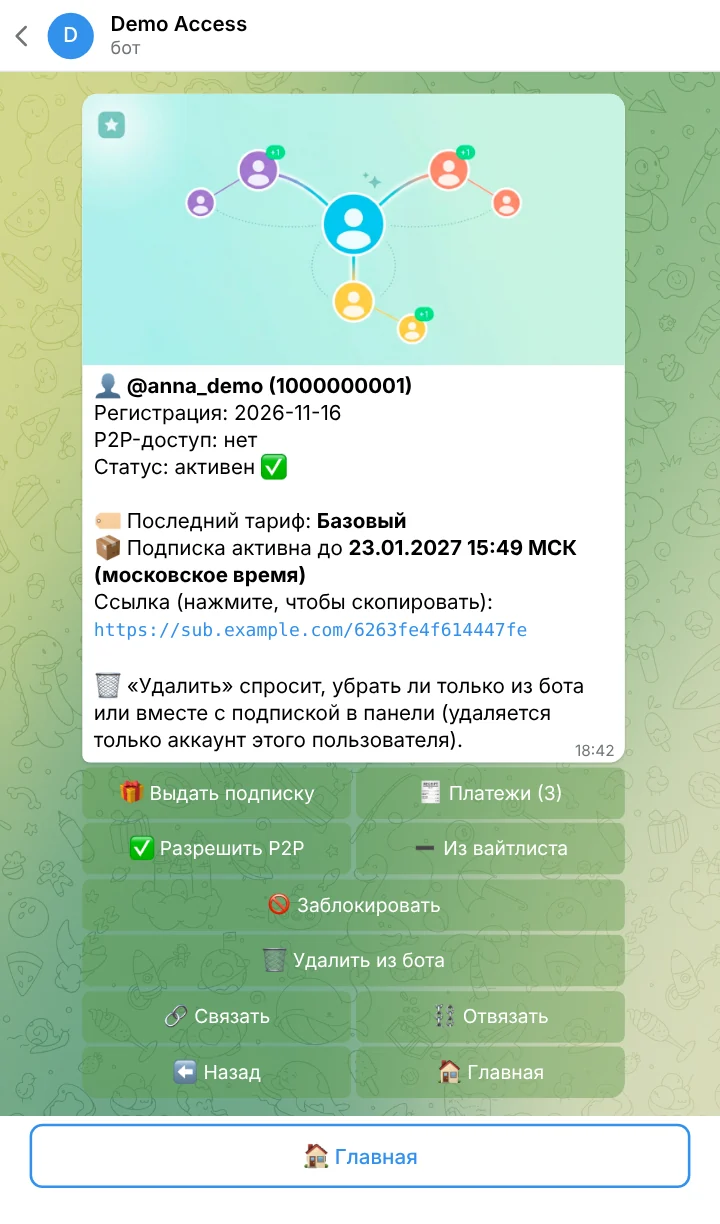 D
Demo Access
бот
+1
+1
+1
👤 @anna_demo (1000000001)
Регистрация: 2026-11-16
P2P-доступ: нет
Статус: активен ✅
🏷️ Последний тариф: Базовый
📦 Подписка активна до 23.01.2027 15:49 МСК
(московское время)
Ссылка (нажмите, чтобы скопировать):
https://sub.example.com/6263fe4f614447fe
🗑️ «Удалить» спросит, убрать ли только из бота
или вместе с подпиской в панели (удаляется
только аккаунт этого пользователя).
18:42
🎁 Выдать подписку
🧾 Платежи (3)
✅ Разрешить P2P
➖ Из вайтлиста
🚫 Заблокировать
🗑️ Удалить из бота
🔗 Связать
⛓️ Отвязать
⬅️ Назад
🏠 Главная
🏠 Главная